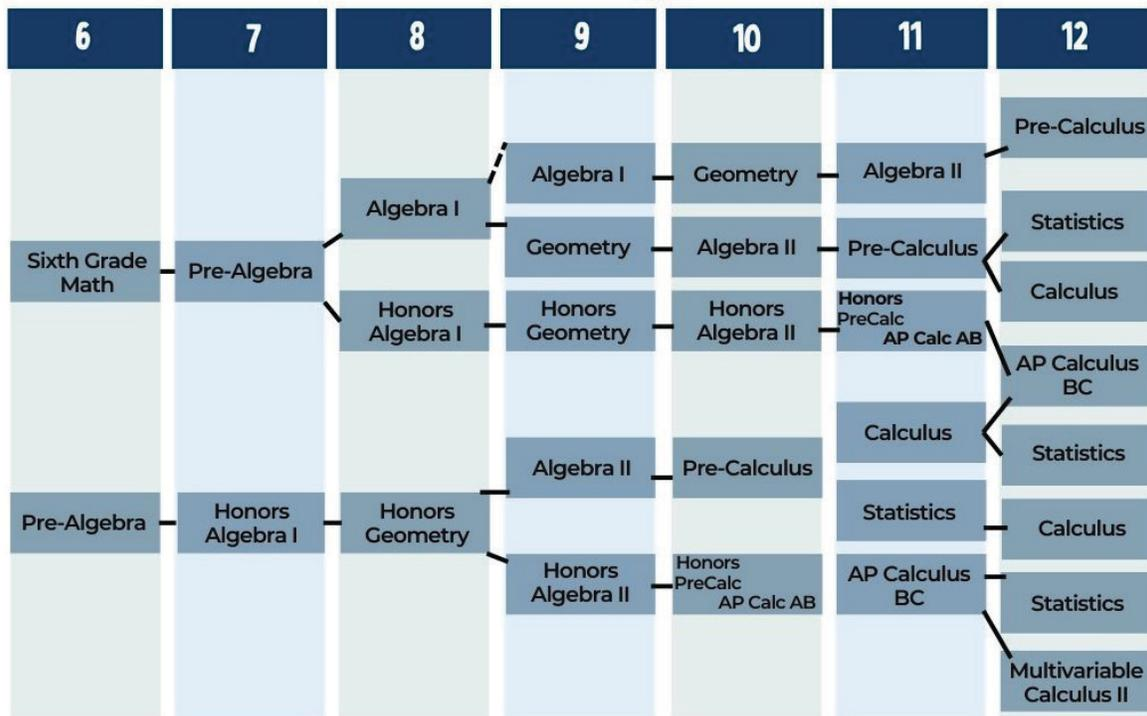 6 7 8 9 10 11 12
Pre-Calculus
Algebra I Geometry Algebra II
Algebra I
Statistics
Geometry Algebra II Pre-Calculus
Sixth Grade
Math
Pre-Algebra
Calculus
Honors
Algebra I
Honors
Geometry
Honors
Algebra II
Honors
PreCalc
AP Calc AB
AP Calculus
BC
Calculus
Statistics
Algebra II Pre-Calculus
Pre-Algebra
Honors
Algebra I
Honors
Geometry
Statistics
Calculus
Honors
Algebra II
Honors
PreCalc
AP Calc AB
AP Calculus
BC
Statistics
Multivariable
Calculus II